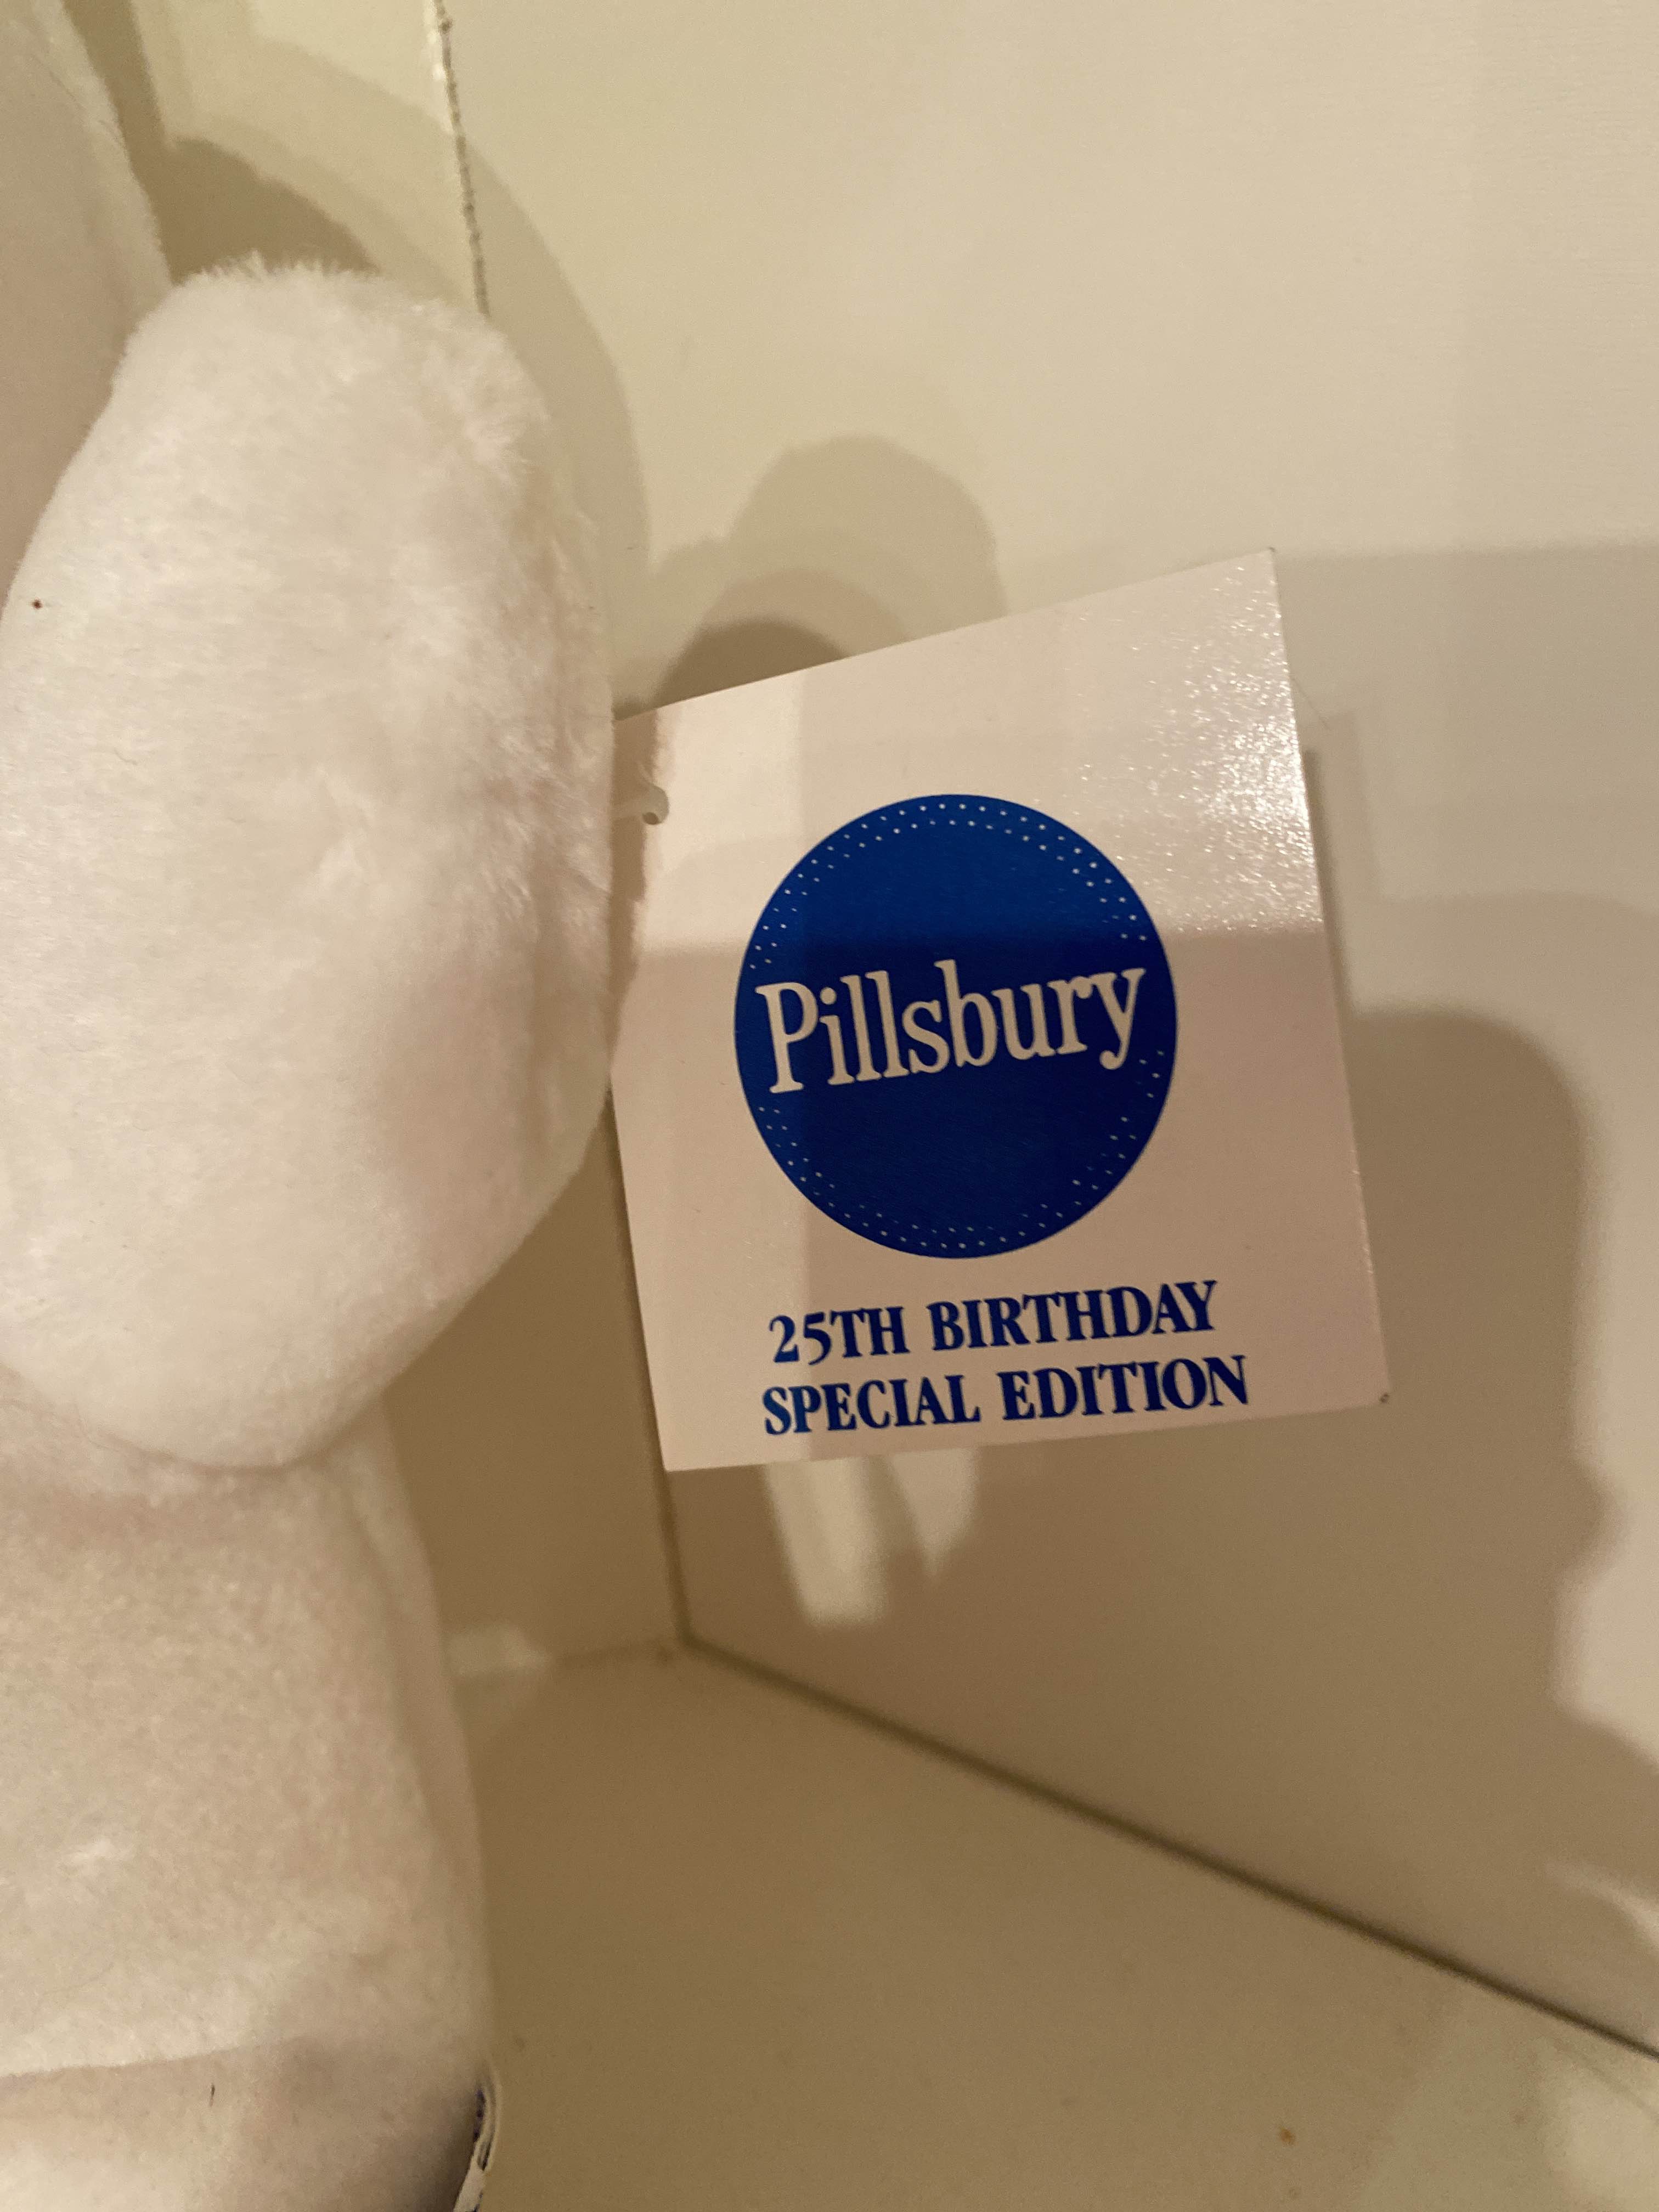 Pillsbury
25TH BIRTHDAY
SPECIAL EDITION